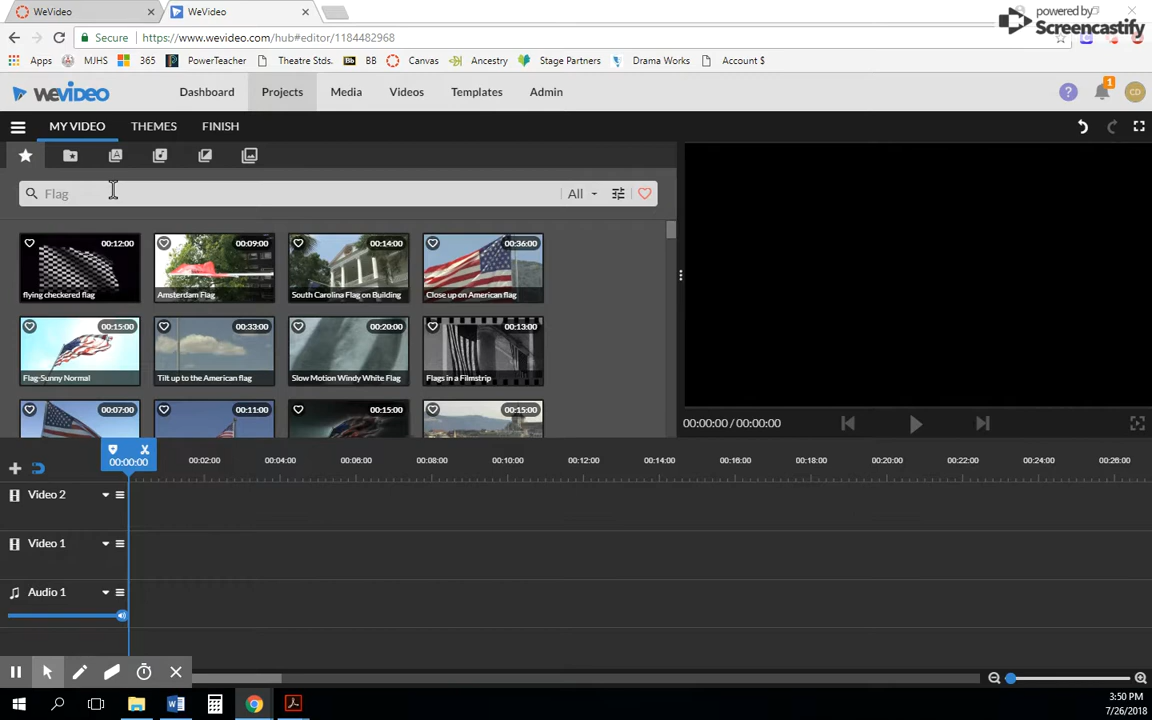 WeVideo
WeVideo
powered by
Screencastify
Secure
https://www.wevideo.com/hub#editor/1184482968
Apps
MJHS
365
PowerTeacher
Theatre Stds.
Bb
BB
Canvas
Ancestry
Stage Partners
Drama Works
Account $
wevideo
Dashboard
Projects
Media
Videos
Templates
Admin
1
CD
MY VIDEO
THEMES
FINISH
Flag
All
00:12:00
00:09:00
00:14:00
00:36:00
flying checkered flag
Amsterdam Flag
South Carolina Flag on Building
Close up on American flag
00:15:00
00:33:00
00:20:00
00:13:00
Flag-Sunny Normal
Tilt up to the American flag
Slow Motion Windy White Flag
Flags in a Filmstrip
00:07:00
00:11:00
00:15:00
00:15:00
00:00:00 / 00:00:00
00:00:00
00:02:00
00:04:00
00:06:00
00:08:00
00:10:00
00:12:00
00:14:00
00:16:00
00:18:00
00:20:00
00:22:00
00:24:00
00:26:00
Video 2
Video 1
Audio 1
3:50 PM
7/26/2018